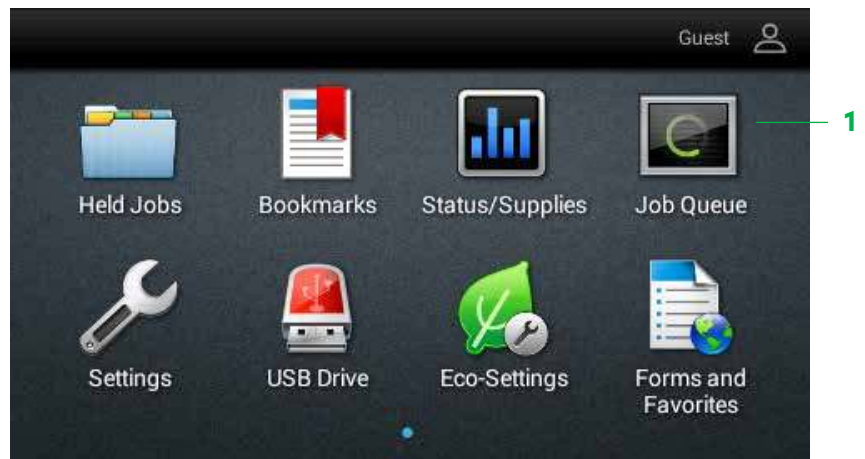 Guest
1
Held Jobs
Bookmarks
Status/Supplies
Job Queue
Settings
USB Drive
Eco-Settings
Forms and
Favorites